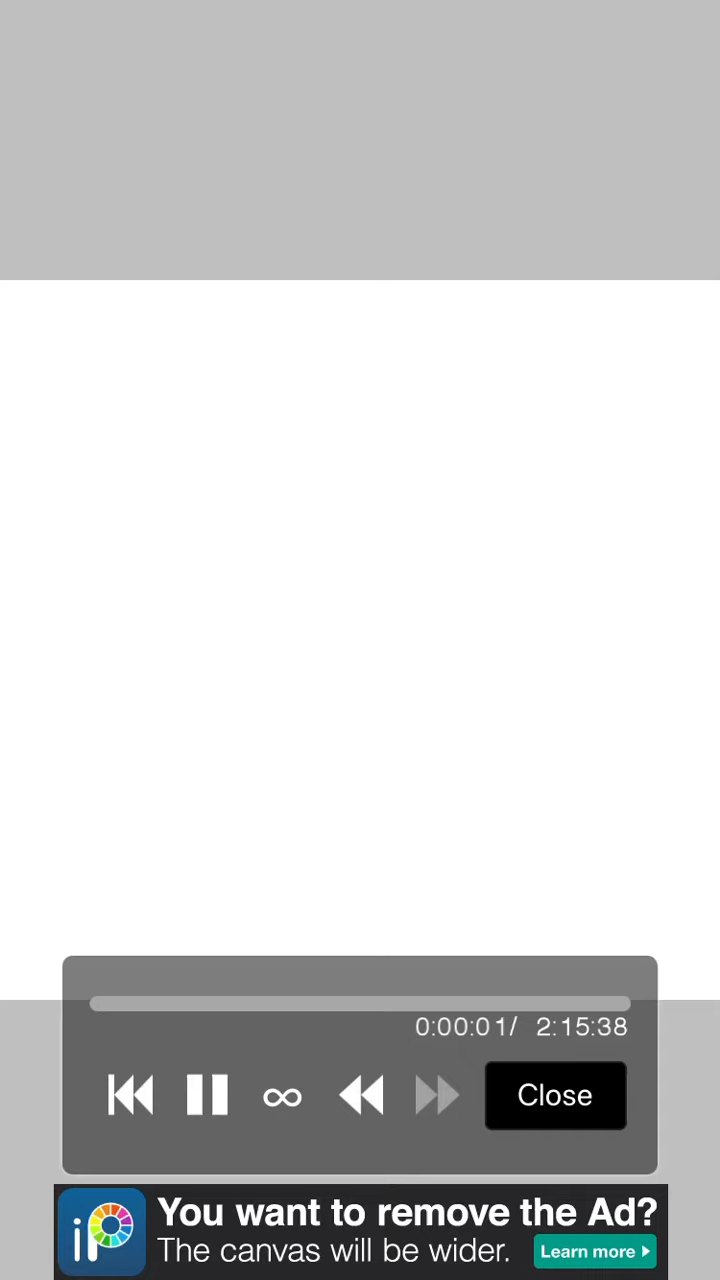 0:00:01/ 2:15:38
∞
Close
iP
You want to remove the Ad?
The canvas will be wider.
Learn more